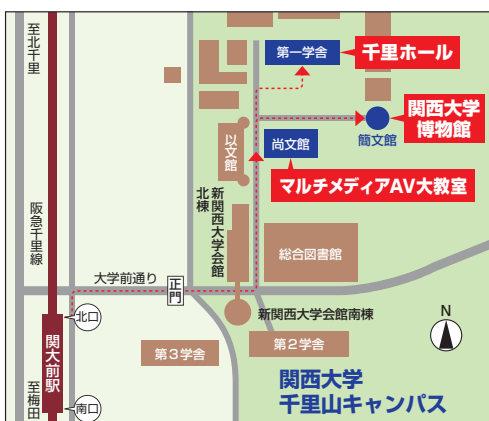 至北千里
阪急千里線
関大前駅
至梅田
北口
南口
大学前通り
正門
第一学舎
千里ホール
関西大学
博物館
簡文館
以文館
尚文館
マルチメディアAV大教室
新関西大学会館
北棟
総合図書館
新関西大学会館南棟
第3学舎
第2学舎
N
関西大学
千里山キャンパス